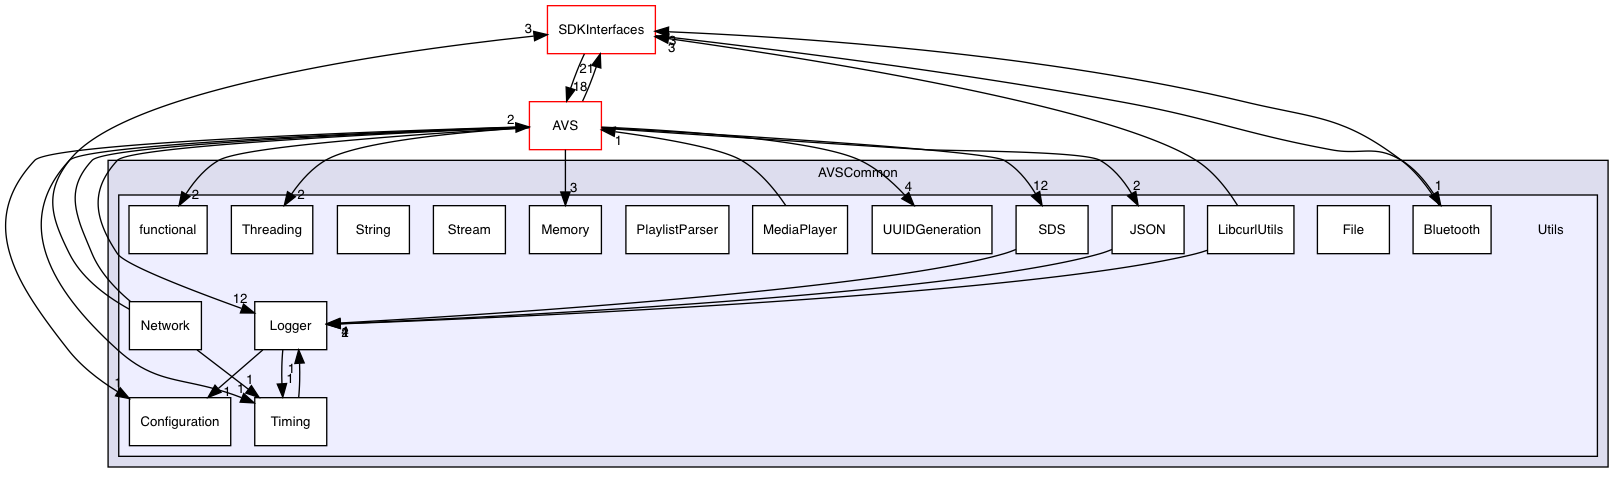 SDKInterfaces
3
3
3
21
18
AVS
2
1
AVSCommon
2
2
3
4
12
2
1
functional
Threading
String
Stream
Memory
PlaylistParser
MediaPlayer
UUIDGeneration
SDS
JSON
LibcurlUtils
File
Bluetooth
Utils
12
Network
Logger
1
1
1
1
1
1
Configuration
Timing